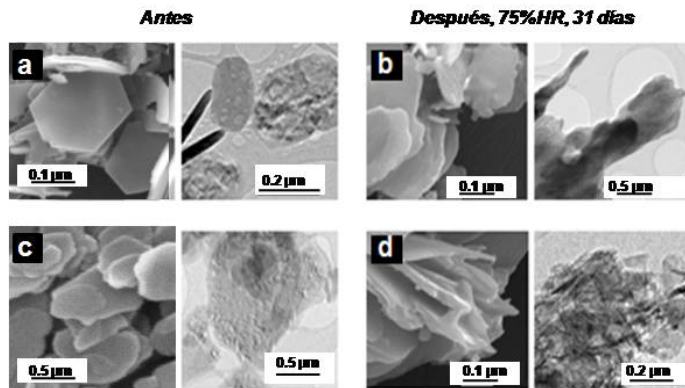 Antes
Después, 75%HR, 31 días
a
0.1 µm
0.2 µm
b
0.1 µm
0.5 µm
c
0.5 µm
0.5 µm
d
0.1 µm
0.2 µm